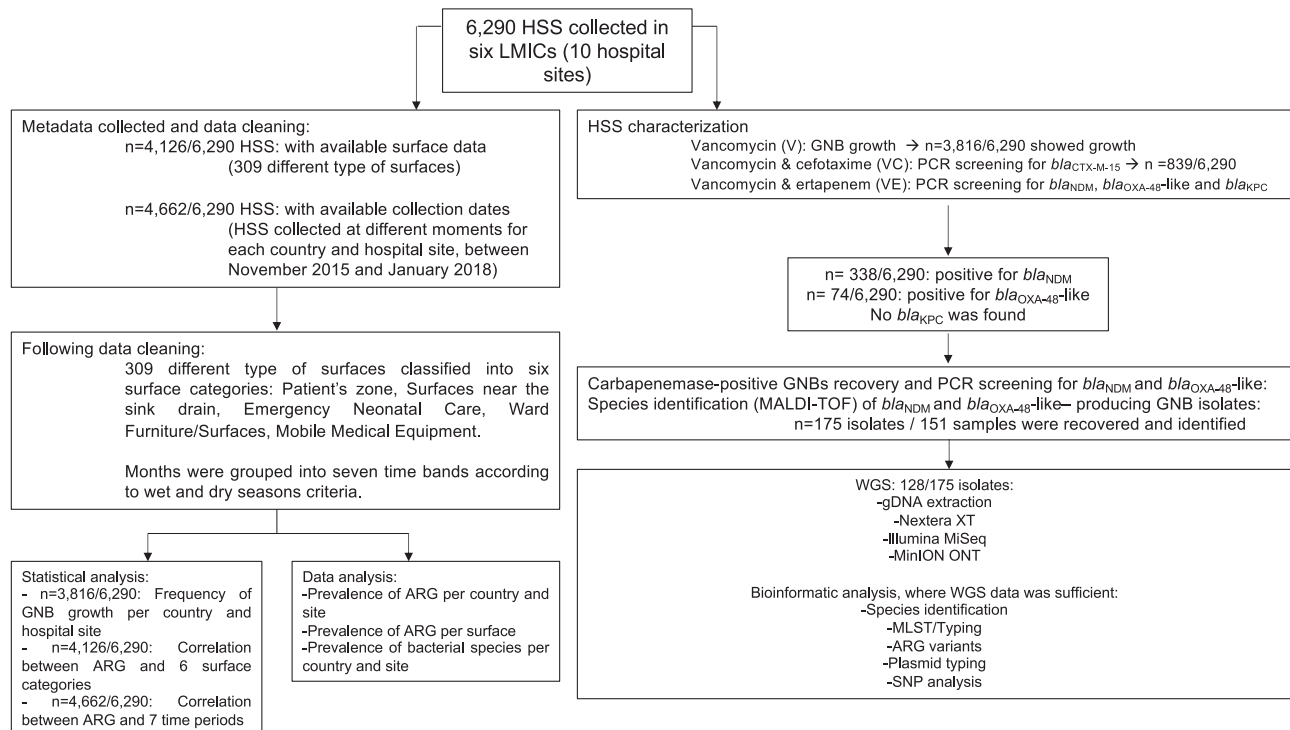 6,290 HSS collected in
six LMICs (10 hospital
sites)
Metadata collected and data cleaning:
n=4,126/6,290 HSS: with available surface data
(309 different type of surfaces)
n=4,662/6,290 HSS: with available collection dates
(HSS collected at different moments for
each country and hospital site, between
November 2015 and January 2018)
HSS characterization
Vancomycin (V): GNB growth → n=3,816/6,290 showed growth
Vancomycin & cefotaxime (VC): PCR screening for blaCTX-M-15 → n =839/6,290
Vancomycin & ertapenem (VE): PCR screening for blaNDM, blaOXA-48-like and blaKPC
n= 338/6,290: positive for blaNDM
n= 74/6,290: positive for blaOXA-48-like
No blaKPC was found
Following data cleaning:
309 different type of surfaces classified into six
surface categories: Patient's zone, Surfaces near the
sink drain, Emergency Neonatal Care, Ward
Furniture/Surfaces, Mobile Medical Equipment.
Months were grouped into seven time bands according
to wet and dry seasons criteria.
Carbapenemase-positive GNBs recovery and PCR screening for blaNDM and blaOXA-48-like:
Species identification (MALDI-TOF) of blaNDM and blaOXA-48-like– producing GNB isolates:
n=175 isolates / 151 samples were recovered and identified
WGS: 128/175 isolates:
-gDNA extraction
-Nextera XT
-Illumina MiSeq
-MinION ONT
Bioinformatic analysis, where WGS data was sufficient:
-Species identification
-MLST/Typing
-ARG variants
-Plasmid typing
-SNP analysis
Statistical analysis:
- n=3,816/6,290: Frequency of
GNB growth per country and
hospital site
- n=4,126/6,290: Correlation
between ARG and 6 surface
categories
- n=4,662/6,290: Correlation
between ARG and 7 time periods
Data analysis:
-Prevalence of ARG per country and
site
-Prevalence of ARG per surface
-Prevalence of bacterial species per
country and site